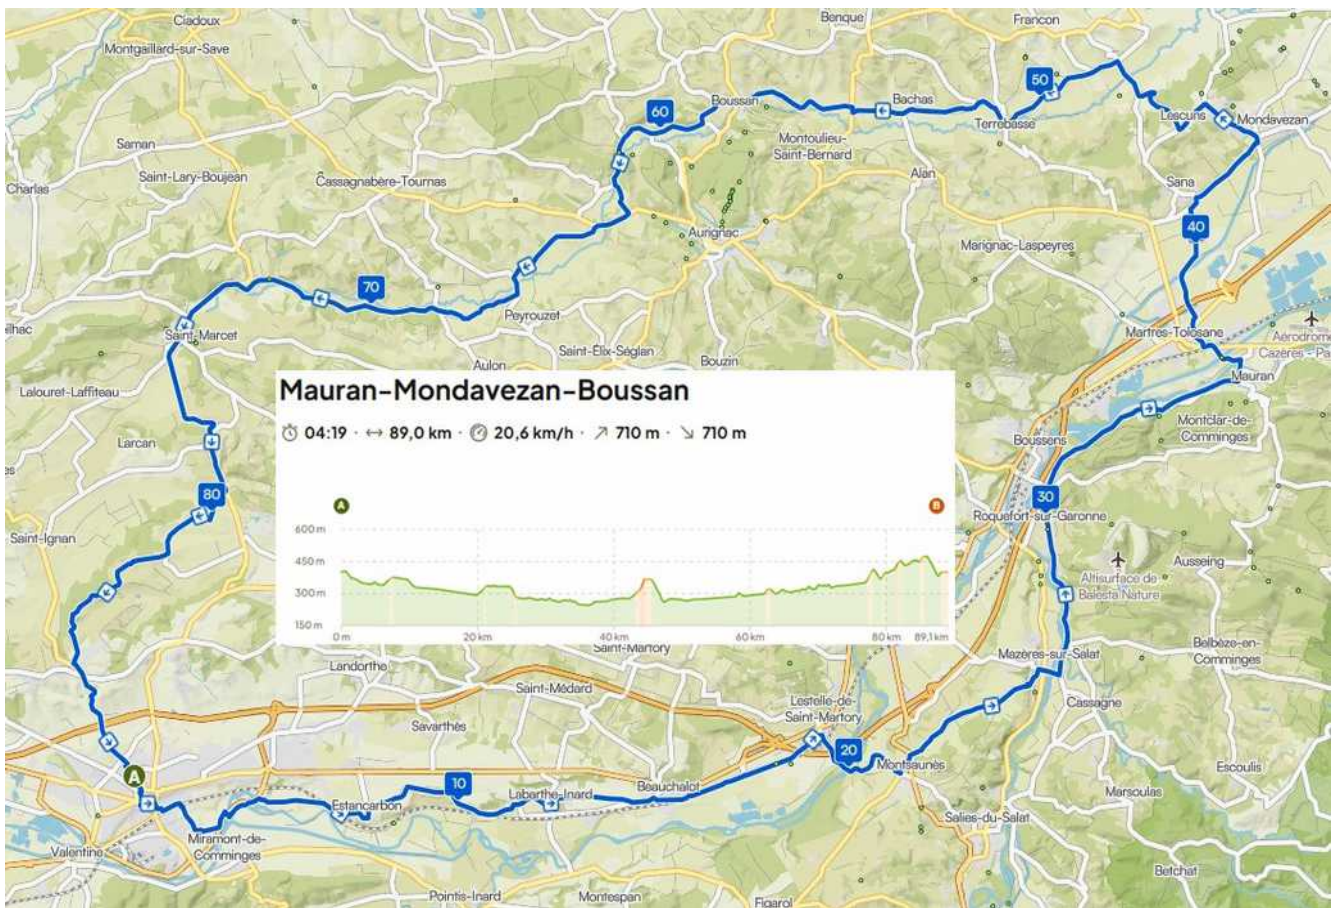 Ciadoux
Benque
Francon
Montgaillard-sur-Save
50
60
Boussan
Bachas
Terrebasse
Lescuns
Mondavezan
Saman
Montoulieu-
Saint-Bernard
Charlas
Saint-Lary-Boujean
Cassagnabère-Tournas
Alan
Sana
Aurignac
40
Marignac-Laspeyres
70
Peyrouzet
Saint-Marcet
Saint-Elix-Séglan
Martres-Tolosane
Aérodrome
Cazères - Pa
Aulon
Bouzin
Mauran
Lalouret-Laffiteau
Mauran-Mondavezan-Boussan
Montclar-de-
Comminges
04:19 · 89,0 km · 20,6 km/h · 710 m · 710 m
Larcan
Boussens
80
30
A
B
Roquefort-sur-Garonne
600 m
450 m
300 m
150 m
0 m
20 km
40 km
60 km
80 km
89,1 km
Saint-Ignan
Ausseing
Altisurface de
Balesta Nature
Saint-Martory
Landorthe
Mazères-sur-Salat
Belbèze-en-
Comminges
Saint-Médard
Lestelle-de-
Saint-Martory
Cassagne
Savarthès
20
A
10
Montsaunès
Escoulis
Estancarbon
Labarthe-Inard
Beauchalot
Marsoulas
Salies-du-Salat
Valentine
Miramont-de-
Comminges
Betchat
Pointis-Inard
Montespan
Figarol